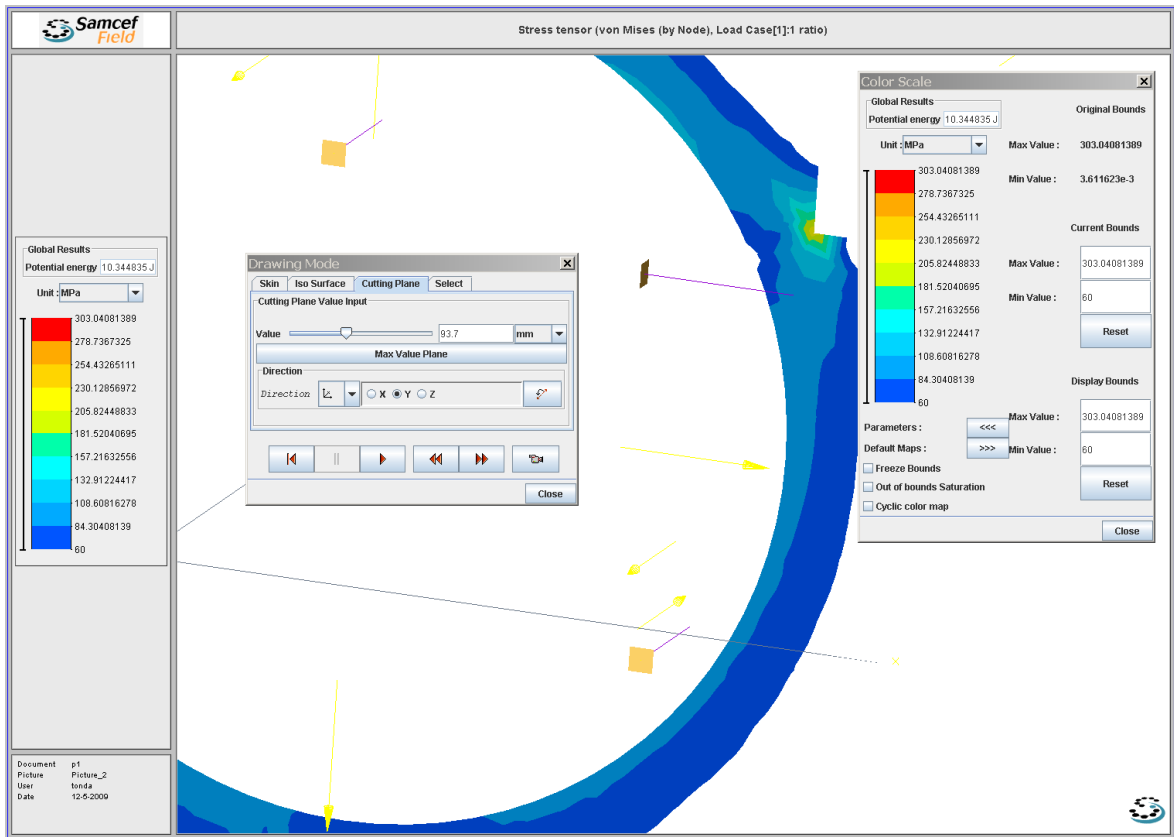 Samcef
Field
Stress tensor (von Mises (by Node), Load Case[1]:1 ratio)
Global Results
Potential energy 10.344835 J
Unit : MPa
303.04081389
278.7367325
254.43265111
230.12856972
205.82448833
181.52040695
157.21632556
132.91224417
108.60816278
84.30408139
60
Document p1
Picture Picture_2
User tonda
Date 12-5-2009
Drawing Mode
Skin Iso Surface Cutting Plane Select
Cutting Plane Value Input
Value 93.7 mm
Max Value Plane
Direction
Direction X Y Z
Close
Color Scale
Global Results
Potential energy 10.344835 J
Unit : MPa
303.04081389
278.7367325
254.43265111
230.12856972
205.82448833
181.52040695
157.21632556
132.91224417
108.60816278
84.30408139
60
Parameters : <<<
Default Maps : >>>
Freeze Bounds
Out of bounds Saturation
Cyclic color map
Original Bounds
Max Value : 303.04081389
Min Value : 3.611623e-3
Current Bounds
Max Value : 303.04081389
Min Value : 60
Reset
Display Bounds
Max Value : 303.04081389
Min Value : 60
Reset
Close